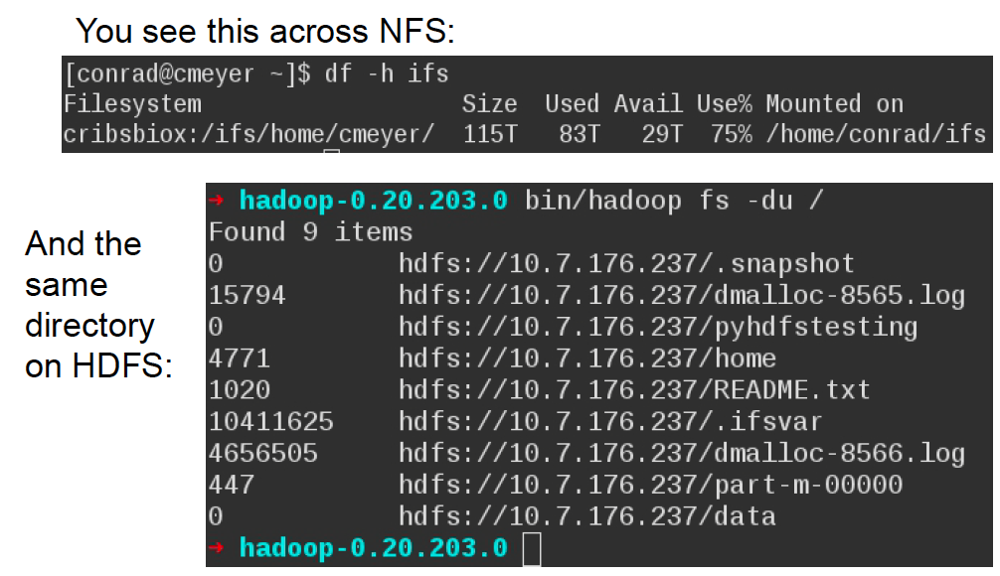 You see this across NFS:
[conrad@cmeyer ~]$ df -h ifs
Filesystem Size Used Avail Use% Mounted on
cribsbiox:/ifs/home/cmeyer/ 115T 83T 29T 75% /home/conrad/ifs
And the
same
directory
on HDFS:
→ hadoop-0.20.203.0 bin/hadoop fs -du /
Found 9 items
0 hdfs://10.7.176.237/.snapshot
15794 hdfs://10.7.176.237/dmalloc-8565.log
0 hdfs://10.7.176.237/pyhdfstesting
4771 hdfs://10.7.176.237/home
1020 hdfs://10.7.176.237/README.txt
10411625 hdfs://10.7.176.237/.ifsvar
4656505 hdfs://10.7.176.237/dmalloc-8566.log
447 hdfs://10.7.176.237/part-m-00000
0 hdfs://10.7.176.237/data
→ hadoop-0.20.203.0